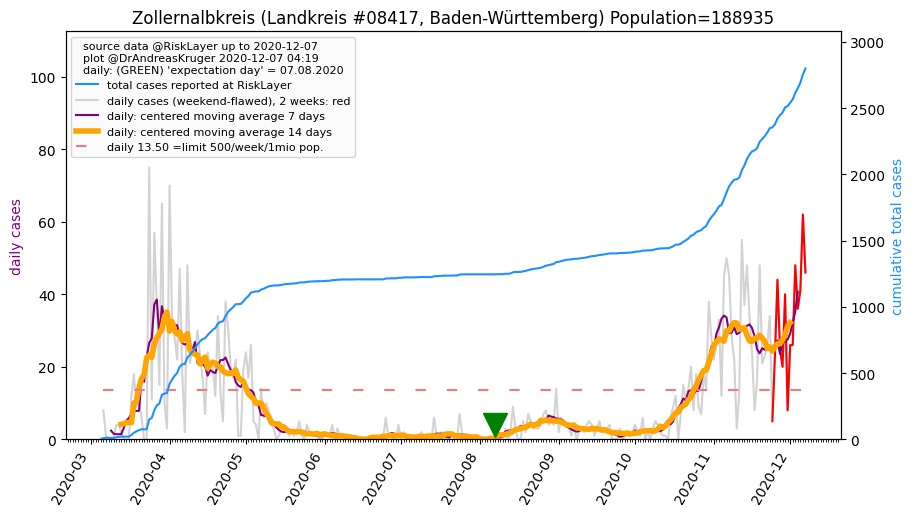 Zollernalbkreis (Landkreis #08417, Baden-Württemberg) Population=188935
source data @RiskLayer up to 2020-12-07
plot @DrAndreasKruger 2020-12-07 04:19
daily: (GREEN) 'expectation day' = 07.08.2020
total cases reported at RiskLayer
daily cases (weekend-flawed), 2 weeks: red
daily: centered moving average 7 days
daily: centered moving average 14 days
daily 13.50 =limit 500/week/1mio pop.
daily cases
100
80
60
40
20
0
cumulative total cases
3000
2500
2000
1500
1000
500
0
2020-03
2020-04
2020-05
2020-06
2020-07
2020-08
2020-09
2020-10
2020-11
2020-12